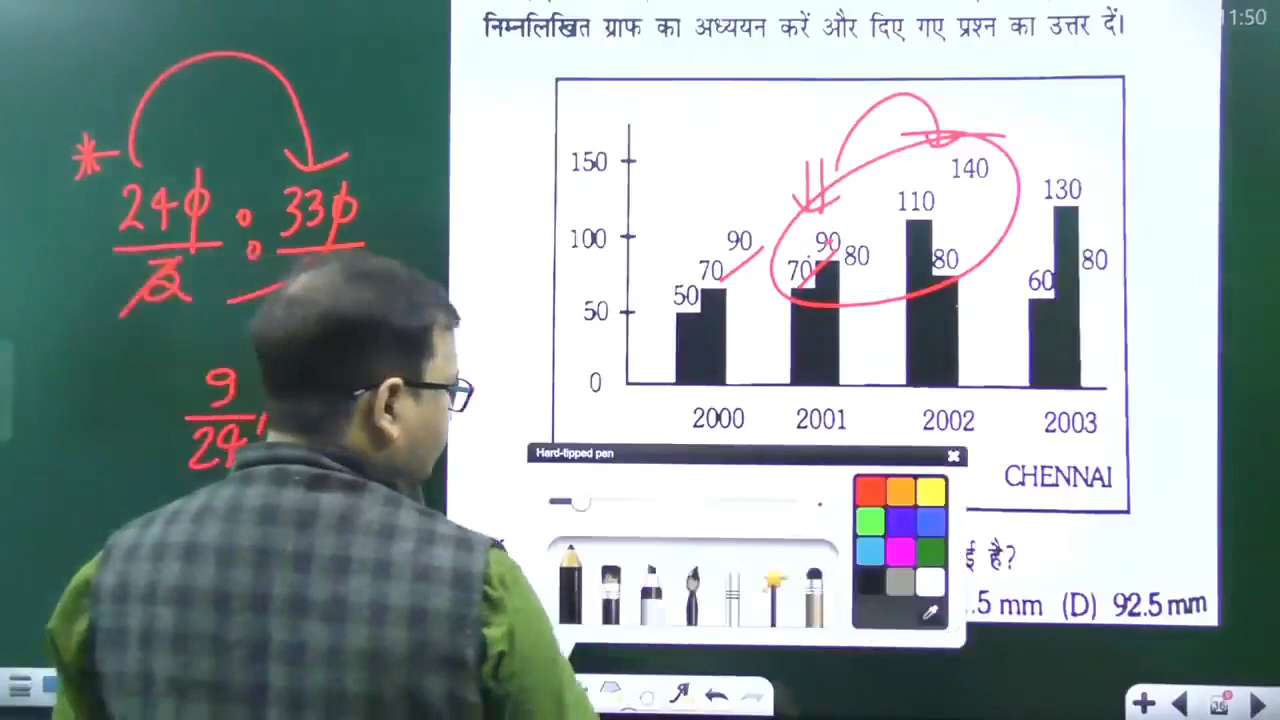 11:50
निम्नलिखित ग्राफ का अध्ययन करें और दिए गए प्रश्न का उत्तर दें।
240 : 330
2
9
24
150
100
50
0
50 70 90
70 90 80
110 80 140
60 130 80
2000 2001 2002 2003
CHENNAI
Hard-tipped pen
है?
.5 mm (D) 92.5 mm